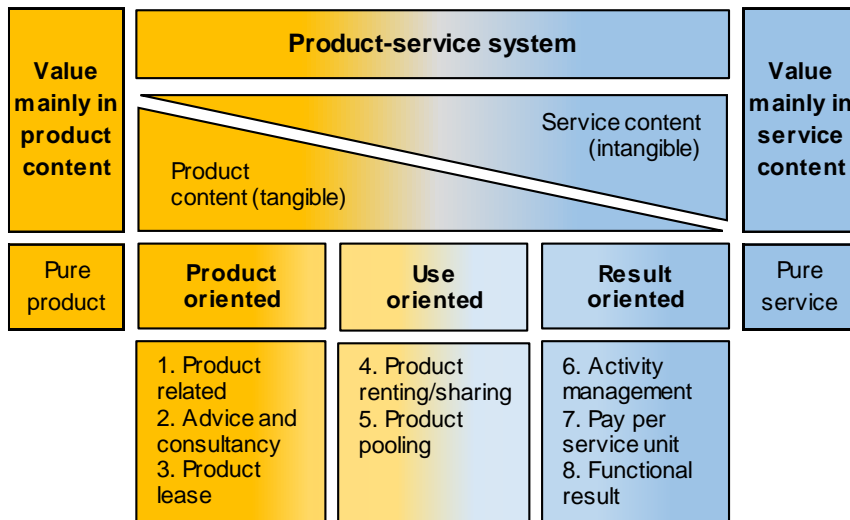 Value
mainly in
product
content
Product-service system
Service content
(intangible)
Product
content (tangible)
Value
mainly in
service
content
Pure
product
Product
oriented
Use
oriented
Result
oriented
Pure
service
1. Product
related
2. Advice and
consultancy
3. Product
lease
4. Product
renting/sharing
5. Product
pooling
6. Activity
management
7. Pay per
service unit
8. Functional
result